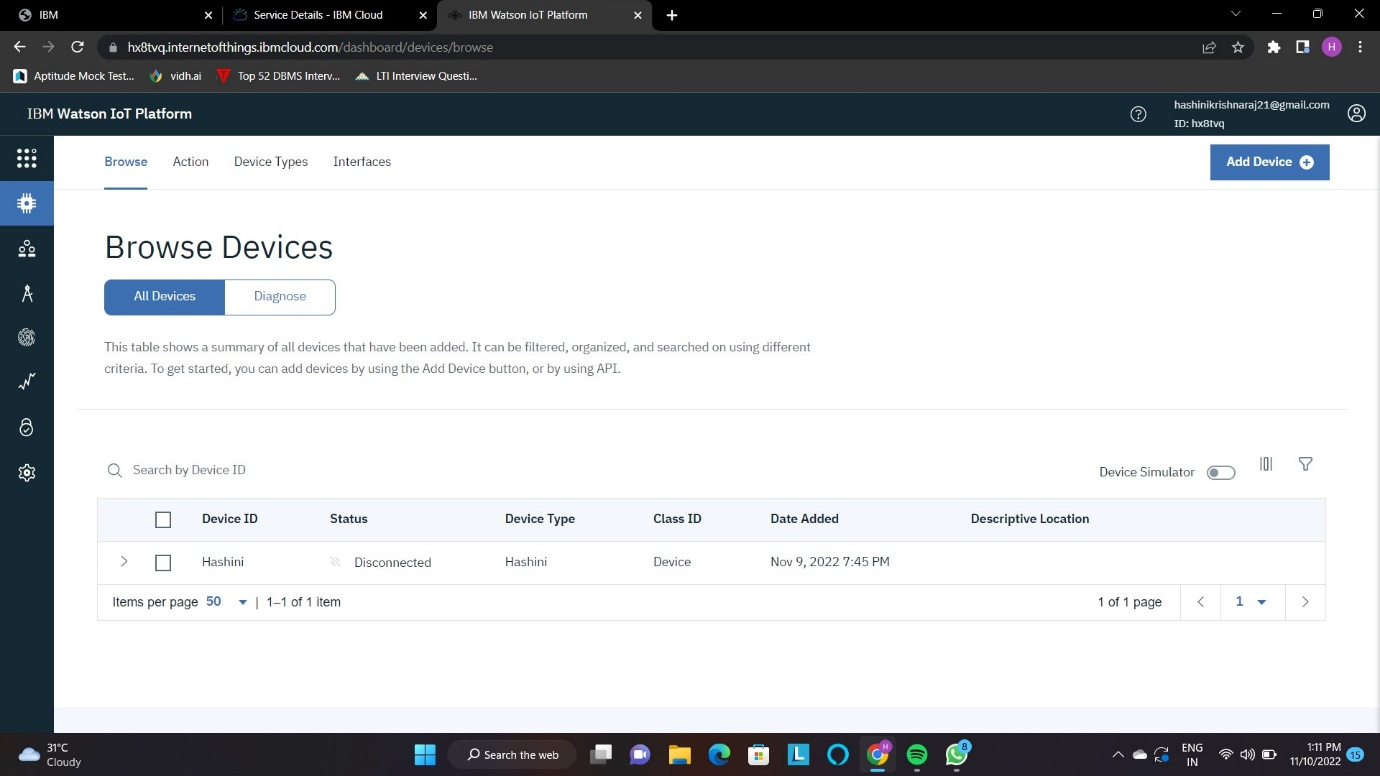 IBM
Service Details - IBM Cloud
IBM Watson IoT Platform
hx8tvq.internetofthings.ibmcloud.com/dashboard/devices/browse
H
Aptitude Mock Test...
vidh.ai
Top 52 DBMS Interv...
LTI Interview Questi...
IBM Watson IoT Platform
hashinikrishnaraj21@gmail.com
ID: hx8tvq
Browse Action Device Types Interfaces
Add Device
Browse Devices
All Devices Diagnose
This table shows a summary of all devices that have been added. It can be filtered, organized, and searched on using different
criteria. To get started, you can add devices by using the Add Device button, or by using API.
Search by Device ID
Device Simulator
Device ID Status Device Type Class ID Date Added Descriptive Location
Hashini Disconnected Hashini Device Nov 9, 2022 7:45 PM
Items per page 50 | 1–1 of 1 item
1 of 1 page
1
31°C
Cloudy
Search the web
L
H
8
ENG
IN
1:11 PM
11/10/2022
15